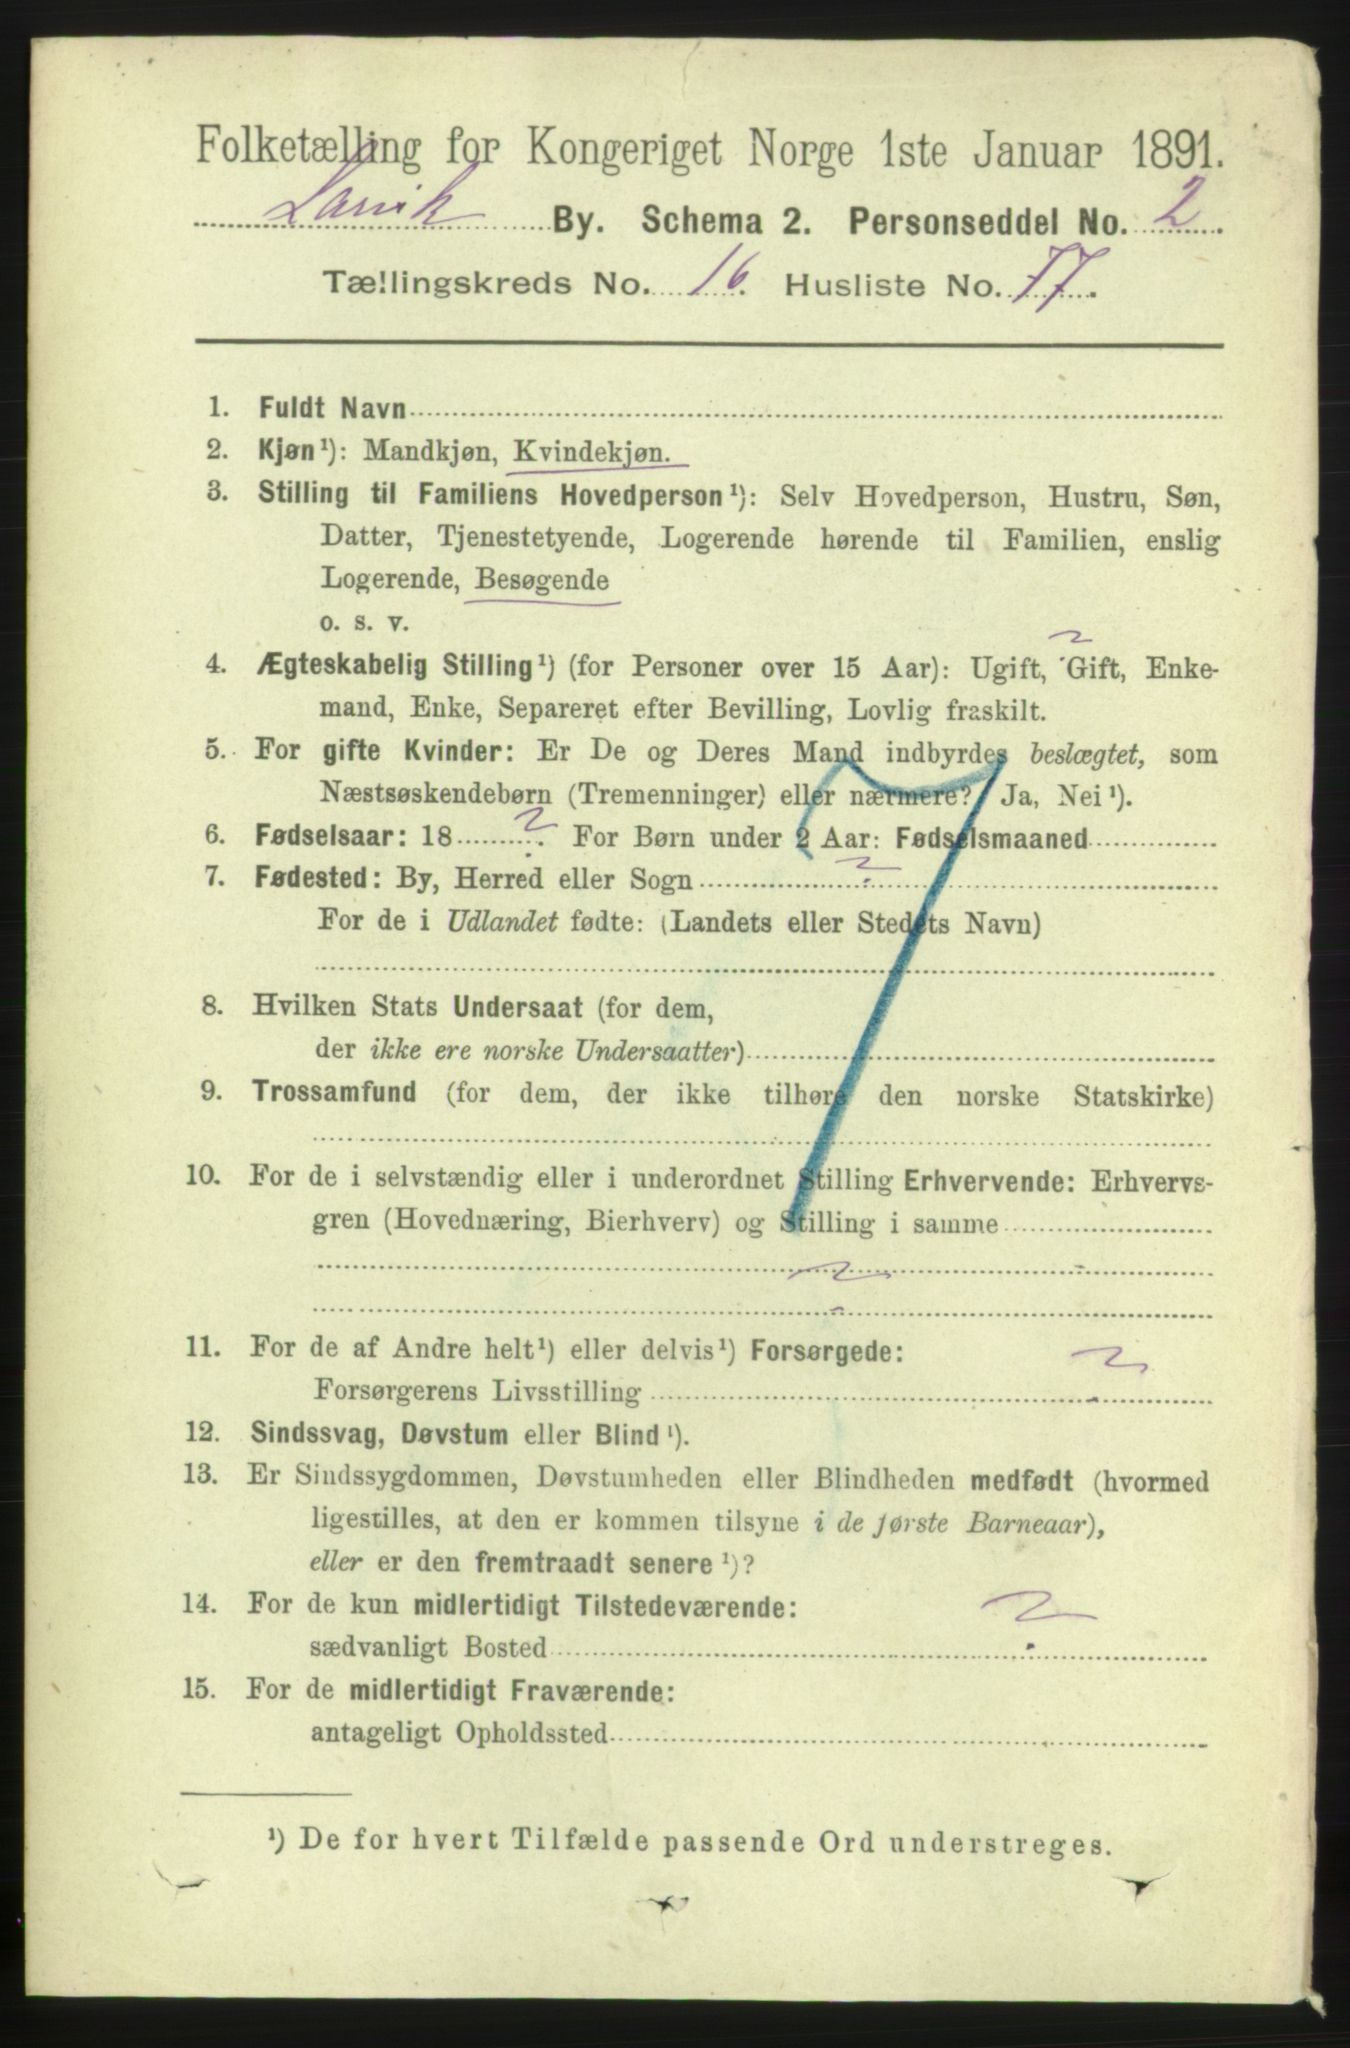 Folketælling for Kongeriget Norge 1ste Januar 1891.
Larvik By. Schema 2. Personseddel No. 2.
Tællingskreds No. 16. Husliste No. 77.
1. Fuldt Navn
2. Kjøn¹): Mandkjøn, Kvindekjøn.
3. Stilling til Familiens Hovedperson¹): Selv Hovedperson, Hustru, Søn,
Datter, Tjenestetyende, Logerende hørende til Familien, enslig
Logerende, Besøgende
o. s. v.
?
4. Ægteskabelig Stilling¹) (for Personer over 15 Aar): Ugift, Gift, Enke-
mand, Enke, Separeret efter Bevilling, Lovlig fraskilt.
5. For gifte Kvinder: Er De og Deres Mand indbyrdes beslægtet, som
Næstsøskendebørn (Tremenninger) eller nærmere? Ja, Nei¹).
6. Fødselsaar: 18 ? For Børn under 2 Aar: Fødselsmaaned
7. Fødested: By, Herred eller Sogn ?
For de i Udlandet fødte: (Landets eller Stedets Navn)
8. Hvilken Stats Undersaat (for dem,
der ikke ere norske Undersaatter)
9. Trossamfund (for dem, der ikke tilhøre den norske Statskirke)
10. For de i selvstændig eller i underordnet Stilling Erhvervende: Erhvervs-
gren (Hovednæring, Bierhverv) og Stilling i samme
?
11. For de af Andre helt¹) eller delvis¹) Forsørgede:
Forsørgerens Livsstilling ?
12. Sindssvag, Døvstum eller Blind¹).
13. Er Sindssygdommen, Døvstumheden eller Blindheden medfødt (hvormed
ligestilles, at den er kommen tilsyne i de første Barneaar),
eller er den fremtraadt senere¹)?
14. For de kun midlertidigt Tilstedeværende:
sædvanligt Bosted ?
15. For de midlertidigt Fraværende:
antageligt Opholdssted
¹) De for hvert Tilfælde passende Ord understreges.